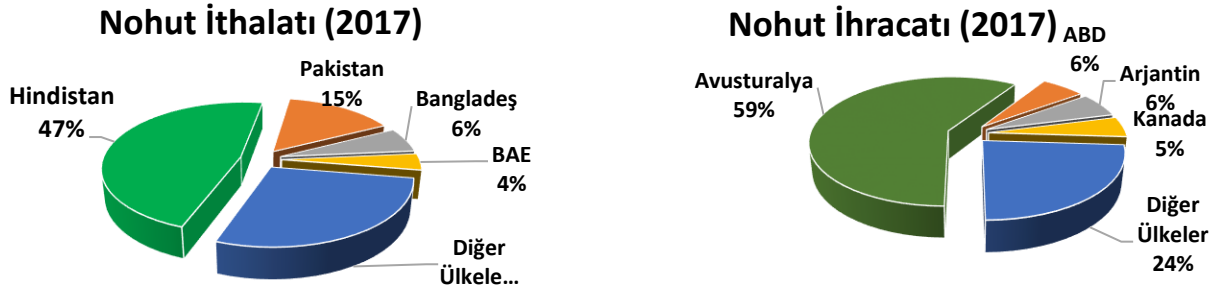 Nohut İthalatı (2017)
Pakistan
15%
Bangladeş
6%
BAE
4%
Diğer
Ülkele...
Hindistan
47%
Nohut İhracatı (2017)
ABD
6%
Arjantin
6%
Kanada
5%
Diğer
Ülkeler
24%
Avusturalya
59%